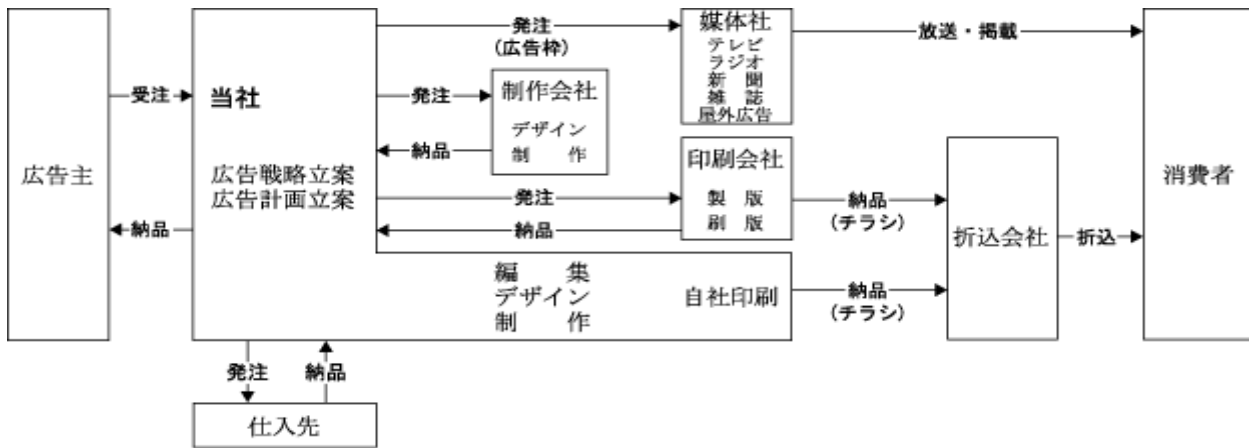 広告主
受注
納品
当社
広告戦略立案
広告計画立案
発注
(広告枠)
発注
納品
制作会社
デザイン
制　作
発注
納品
媒体社
テレビ
ラジオ
新　聞
雑　誌
屋外広告
印刷会社
製　版
刷　版
放送・掲載
納品
(チラシ)
編　　集
デザイン
制　　作
自社印刷
納品
(チラシ)
折込会社
折込
消費者
発注
納品
仕入先